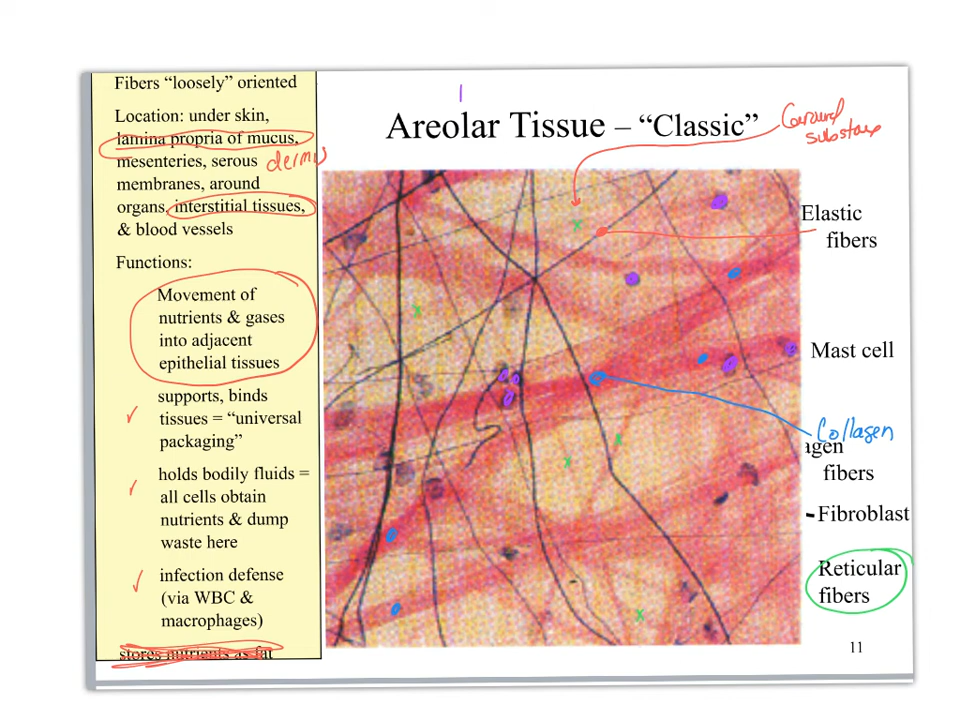 Fibers “loosely” oriented
Location: under skin,
lamina propria of mucus,
mesenteries, serous dermis
membranes, around
organs, interstitial tissues,
& blood vessels
Functions:
Movement of
nutrients & gases
into adjacent
epithelial tissues
supports, binds
tissues = “universal
packaging”
holds bodily fluids =
all cells obtain
nutrients & dump
waste here
infection defense
(via WBC &
macrophages)
stores nutrients as fat
Areolar Tissue – “Classic”
Ground
Elastic
fibers
Mast cell
Collagen
agen
fibers
Fibroblast
Reticular
fibers
11